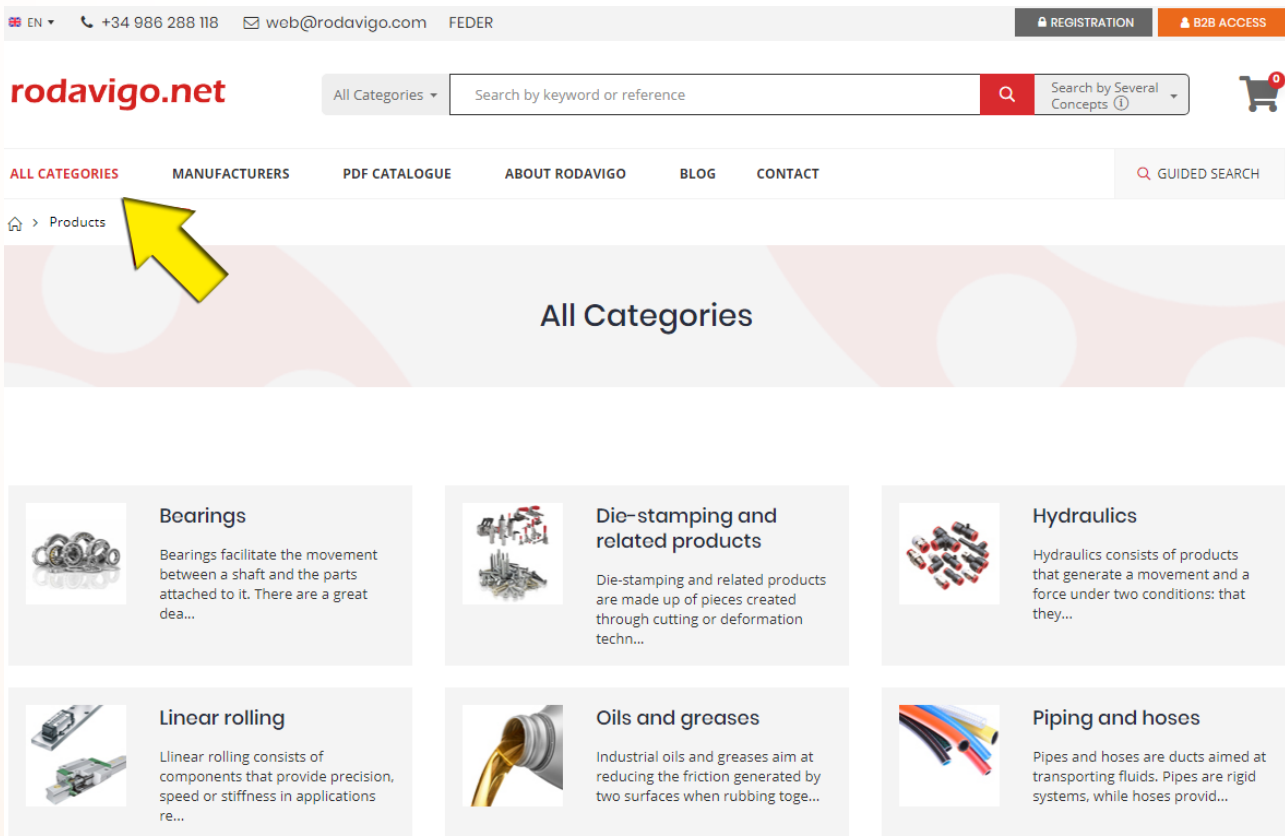 EN +34 986 288 118 web@rodavigo.com FEDER REGISTRATION B2B ACCESS
rodavigo.net
All Categories Search by keyword or reference Search by Several
Concepts i
0
ALL CATEGORIES MANUFACTURERS PDF CATALOGUE ABOUT RODAVIGO BLOG CONTACT GUIDED SEARCH
> Products
All Categories
Bearings
Bearings facilitate the movement
between a shaft and the parts
attached to it. There are a great
dea...
Die-stamping and
related products
Die-stamping and related products
are made up of pieces created
through cutting or deformation
techn...
Hydraulics
Hydraulics consists of products
that generate a movement and a
force under two conditions: that
they...
Linear rolling
Llinear rolling consists of
components that provide precision,
speed or stiffness in applications
re...
Oils and greases
Industrial oils and greases aim at
reducing the friction generated by
two surfaces when rubbing toge...
Piping and hoses
Pipes and hoses are ducts aimed at
transporting fluids. Pipes are rigid
systems, while hoses provid...